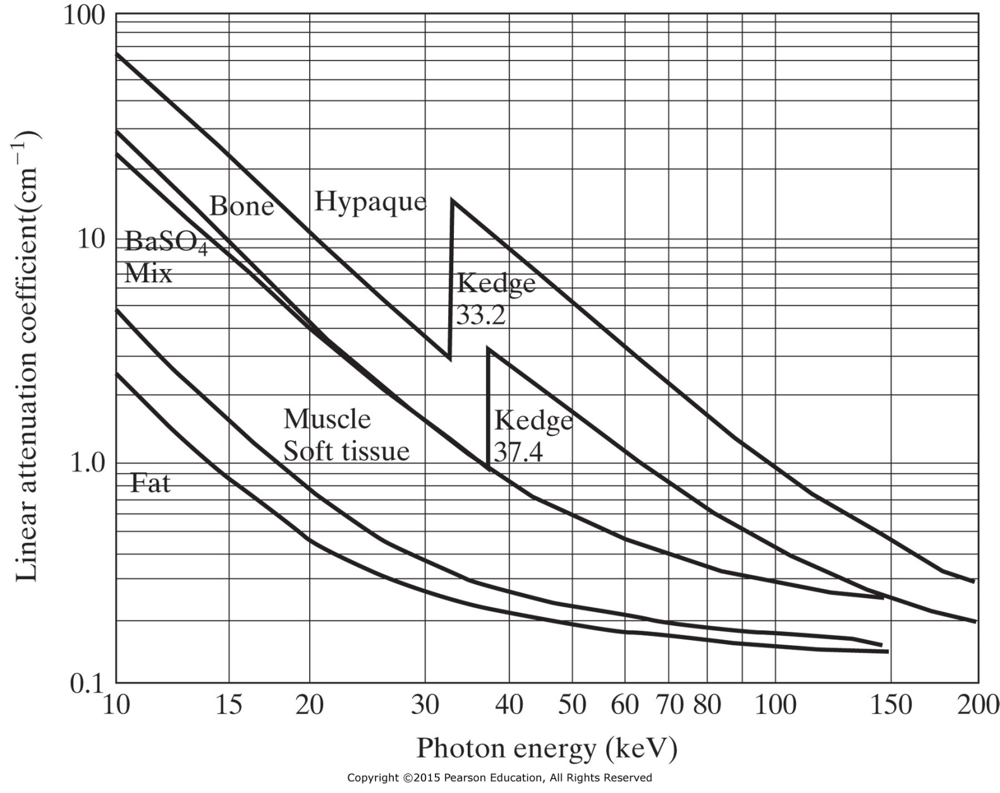 100
Bone
Hypaque
10
BaSO4
Mix
Kedge
33.2
Linear attenuation coefficient(cm−1)
Muscle
Soft tissue
Kedge
37.4
1.0
Fat
0.1
10 15 20 30 40 50 60 70 80 100 150 200
Photon energy (keV)
Copyright ©2015 Pearson Education, All Rights Reserved